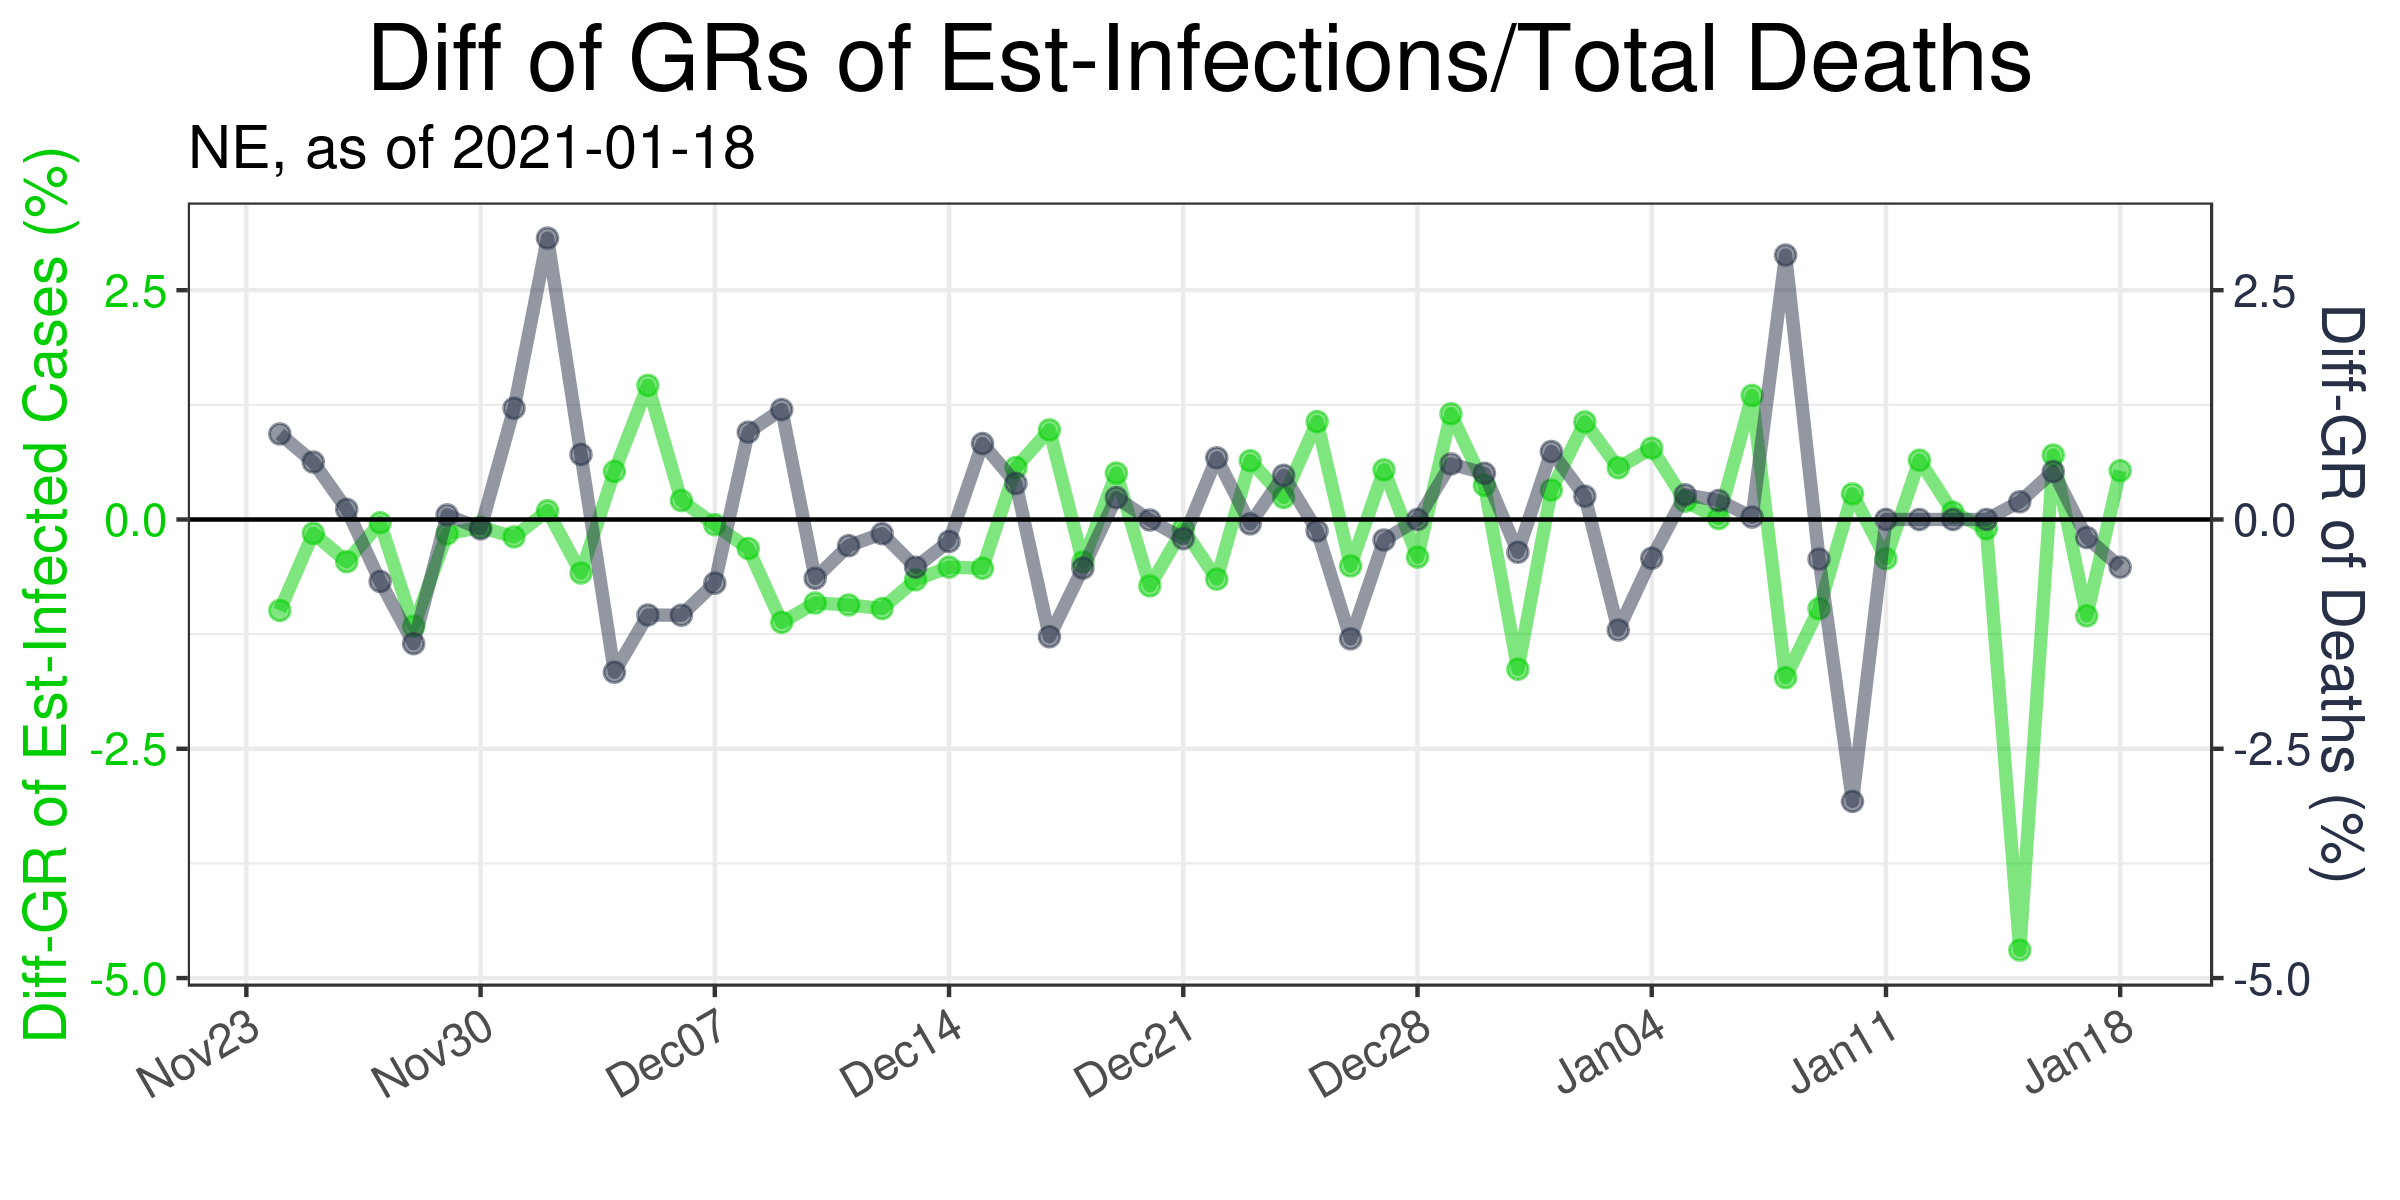 Diff of GRs of Est-Infections/Total Deaths
NE, as of 2021-01-18
Diff-GR of Est-Infected Cases (%)
2.5
0.0
-2.5
-5.0
2.5
0.0
-2.5
-5.0
Diff-GR of Deaths (%)
Nov23
Nov30
Dec07
Dec14
Dec21
Dec28
Jan04
Jan11
Jan18